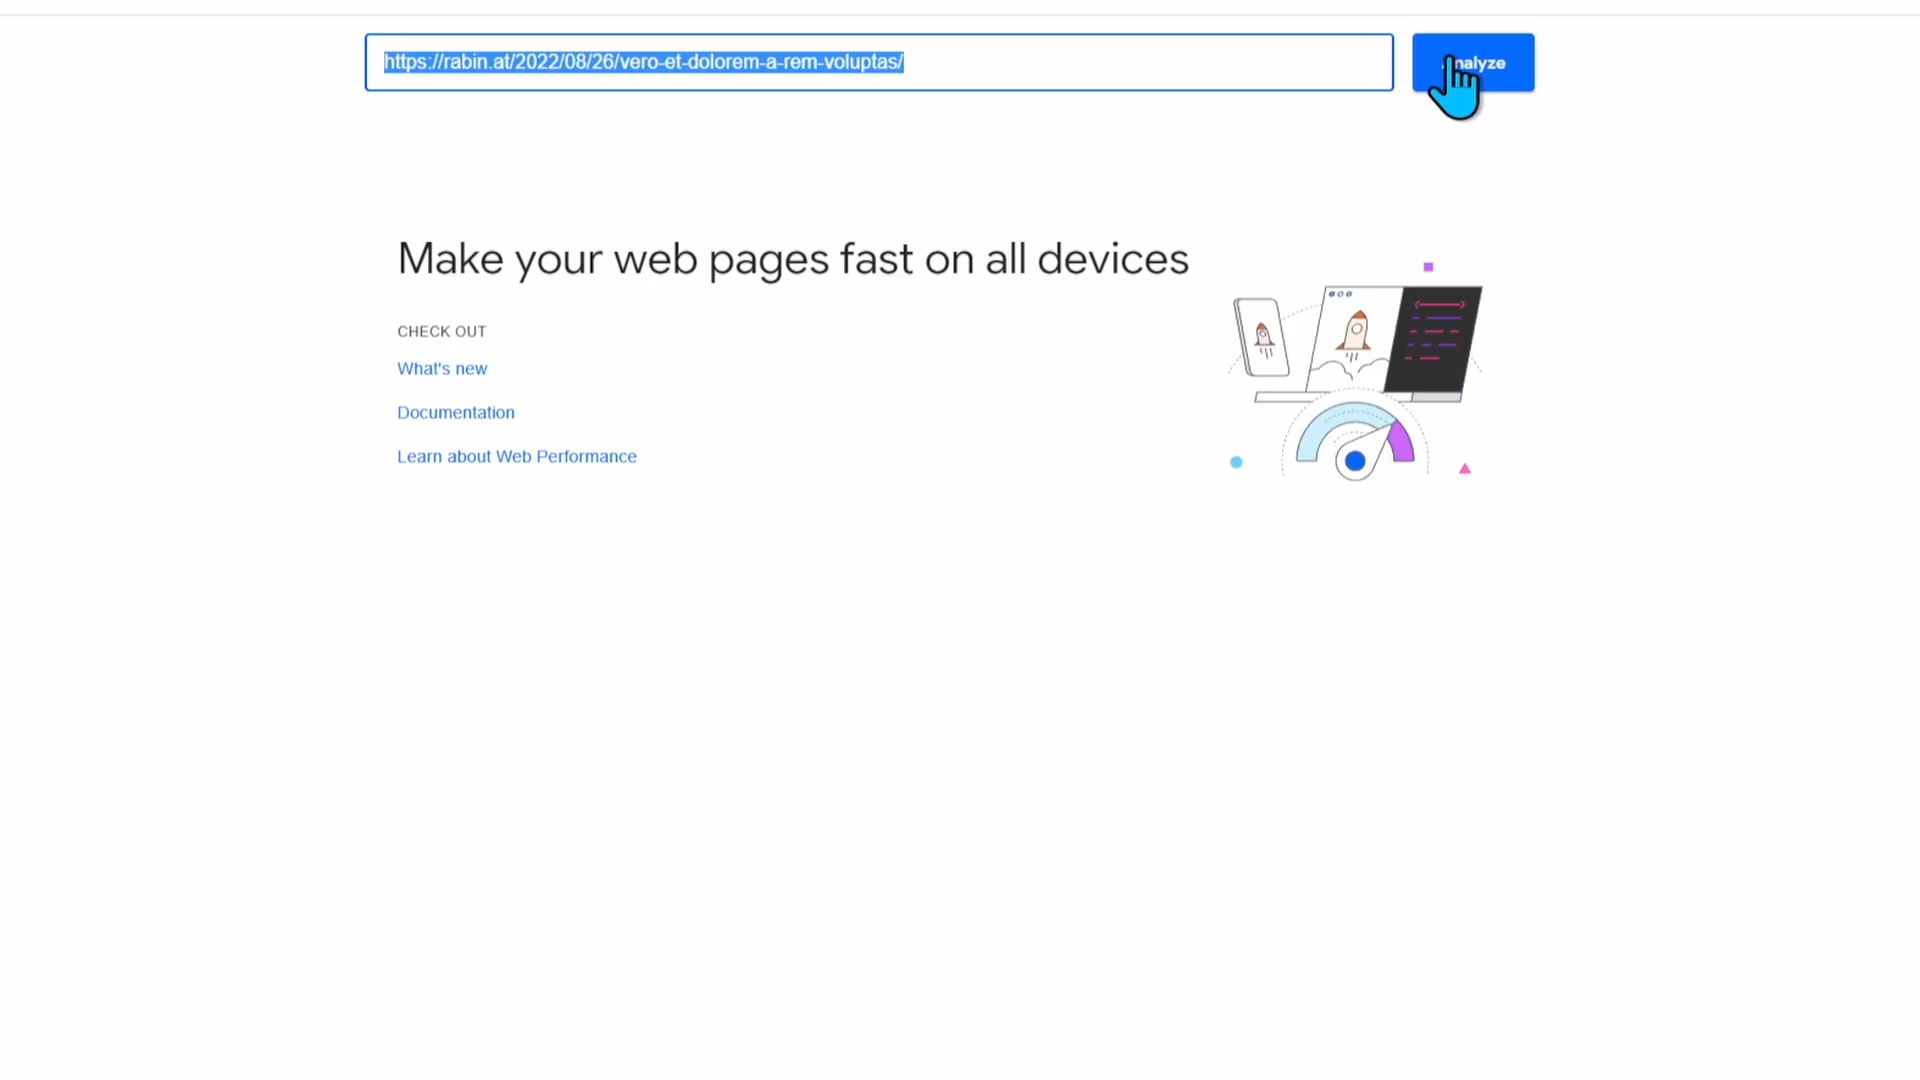 https://rabin.at/2022/08/26/vero-et-dolorem-a-rem-voluptas/
Analyze
Make your web pages fast on all devices
CHECK OUT
What's new
Documentation
Learn about Web Performance